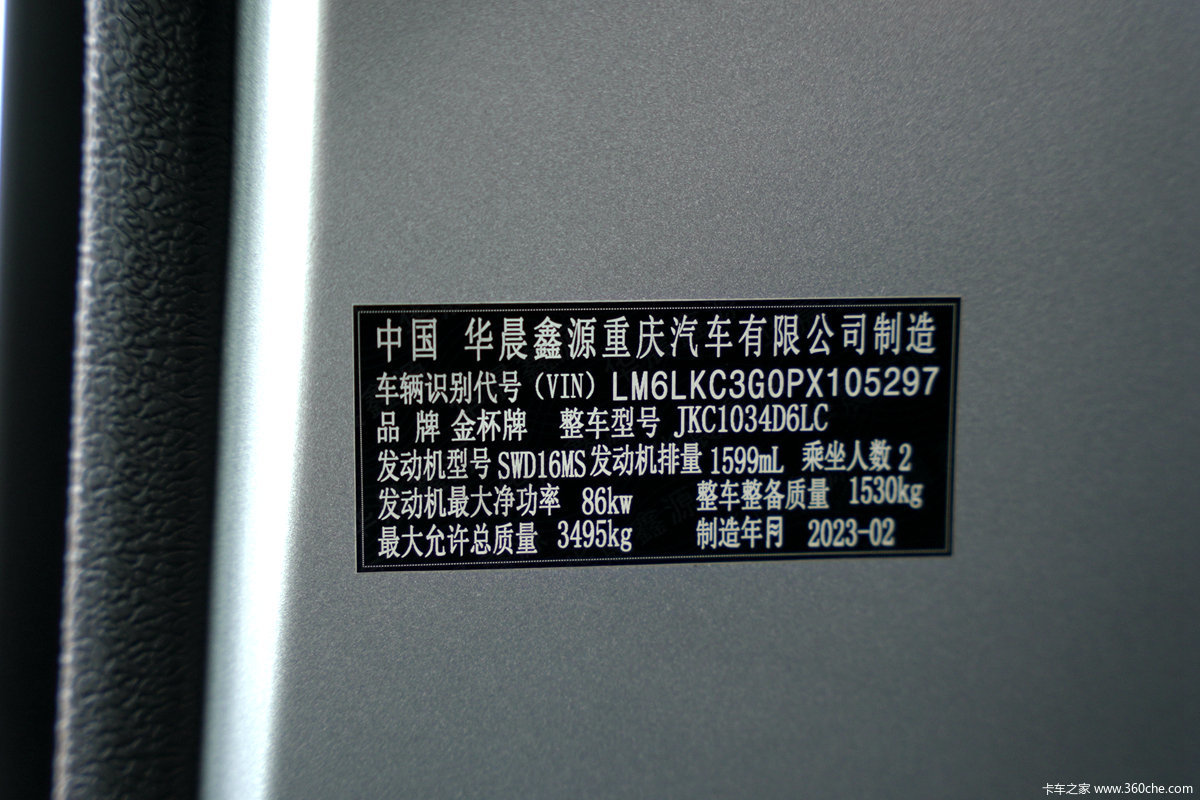 中国 华晨鑫源重庆汽车有限公司制造
车辆识别代号（VIN）LM6LKC3G0PX105297
品 牌 金杯牌 整车型号 JKC1034D6LC
发动机型号 SWD16MS 发动机排量 1599mL 乘坐人数 2
发动机最大净功率 86kw 整车整备质量 1530kg
最大允许总质量 3495kg 制造年月 2023-02
卡车之家 www.360che.com